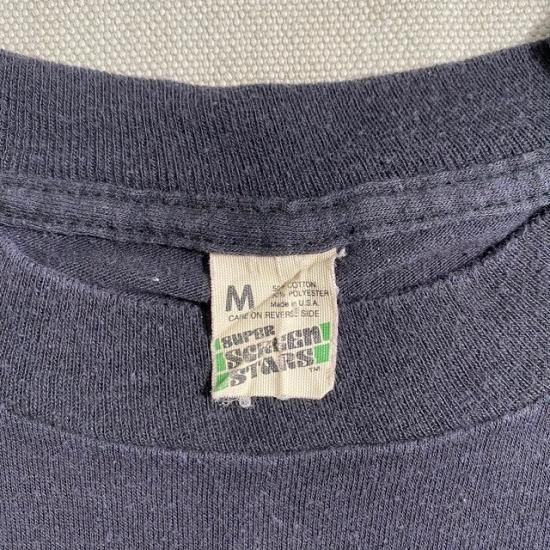 M
50% COTTON
50% POLYESTER
Made in U.S.A.
CARE ON REVERSE SIDE
SUPER
SCREEN
STARS
TM